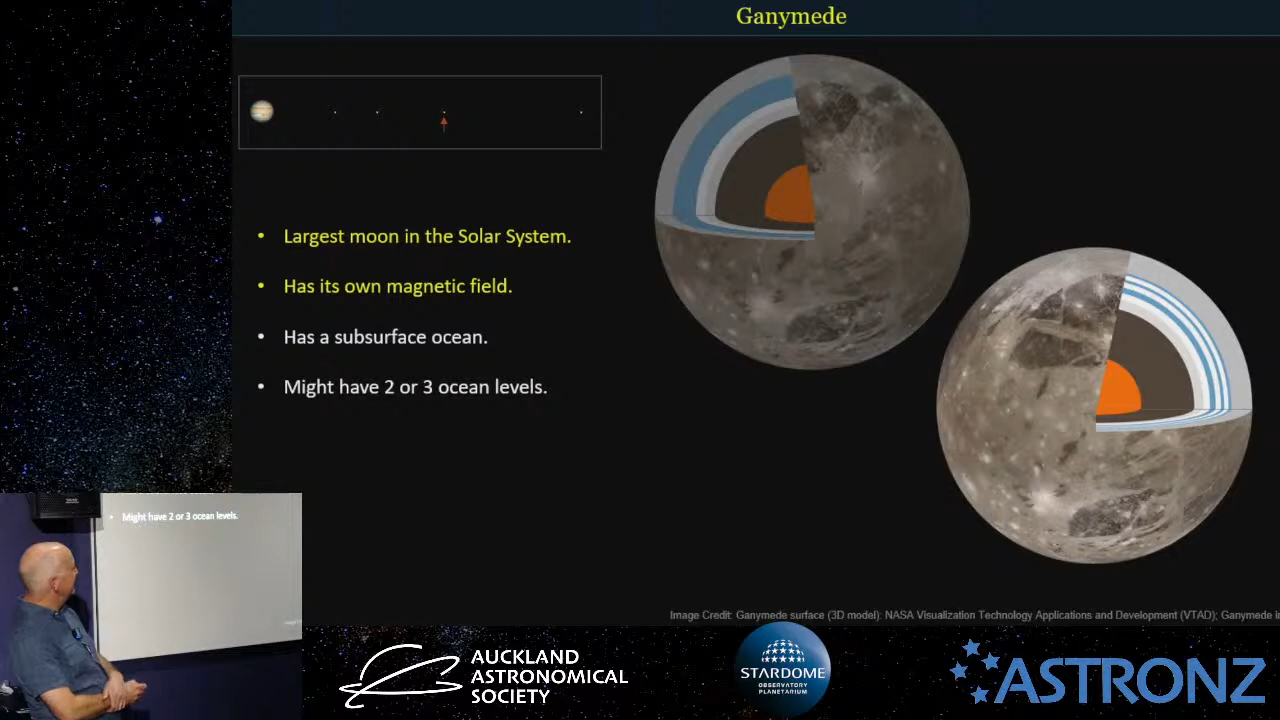 Ganymede
• Largest moon in the Solar System.
• Has its own magnetic field.
• Has a subsurface ocean.
• Might have 2 or 3 ocean levels.
• Might have 2 or 3 ocean levels.
Image Credit: Ganymede surface (3D model): NASA Visualization Technology Applications and Development (VTAD); Ganymede i
AUCKLAND
ASTRONOMICAL
SOCIETY
STARDOME
OBSERVATORY
PLANETARIUM
ASTRONZ